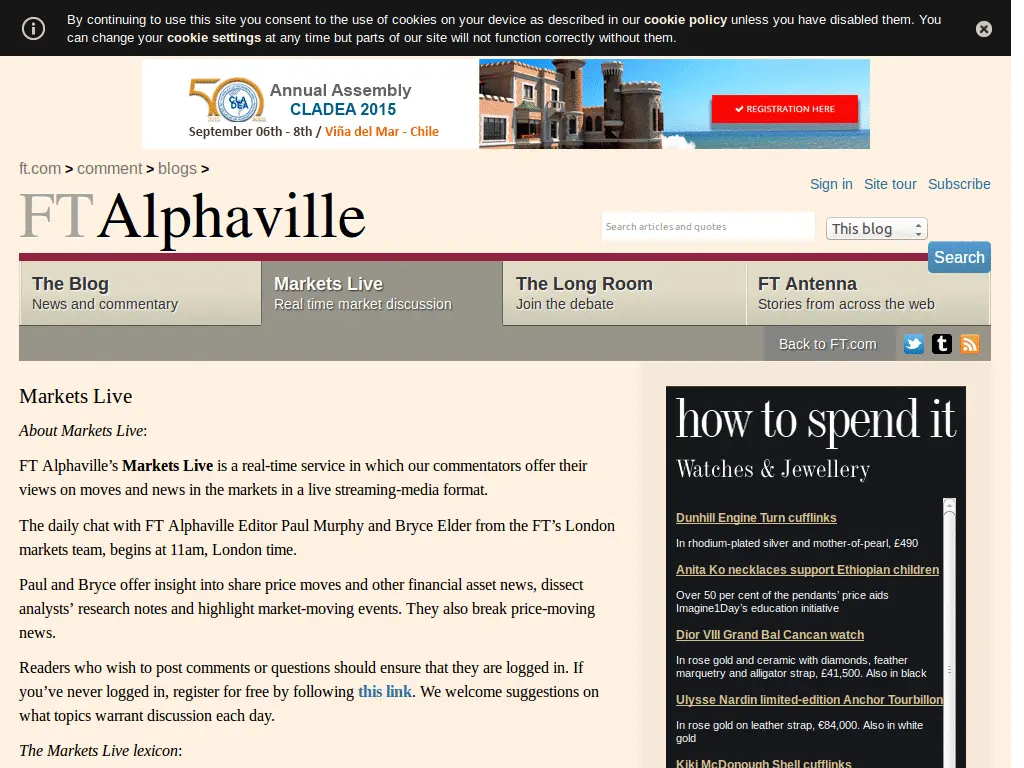 By continuing to use this site you consent to the use of cookies on your device as described in our cookie policy unless you have disabled them. You
can change your cookie settings at any time but parts of our site will not function correctly without them.
50 CLADEA Annual Assembly
CLADEA 2015
September 06th - 8th / Viña del Mar - Chile
REGISTRATION HERE
ft.com > comment > blogs >
Sign in Site tour Subscribe
FT Alphaville
Search articles and quotes
This blog
Search
The Blog
News and commentary
Markets Live
Real time market discussion
The Long Room
Join the debate
FT Antenna
Stories from across the web
Back to FT.com
Markets Live
About Markets Live:
FT Alphaville’s Markets Live is a real-time service in which our commentators offer their
views on moves and news in the markets in a live streaming-media format.
The daily chat with FT Alphaville Editor Paul Murphy and Bryce Elder from the FT’s London
markets team, begins at 11am, London time.
Paul and Bryce offer insight into share price moves and other financial asset news, dissect
analysts’ research notes and highlight market-moving events. They also break price-moving
news.
Readers who wish to post comments or questions should ensure that they are logged in. If
you’ve never logged in, register for free by following this link. We welcome suggestions on
what topics warrant discussion each day.
The Markets Live lexicon:
how to spend it
Watches & Jewellery
Dunhill Engine Turn cufflinks
In rhodium-plated silver and mother-of-pearl, £490
Anita Ko necklaces support Ethiopian children
Over 50 per cent of the pendants’ price aids
Imagine1Day’s education initiative
Dior VIII Grand Bal Cancan watch
In rose gold and ceramic with diamonds, feather
marquetry and alligator strap, £41,500. Also in black
Ulysse Nardin limited-edition Anchor Tourbillon
In rose gold on leather strap, €84,000. Also in white
gold
Kiki McDonough Shell cufflinks